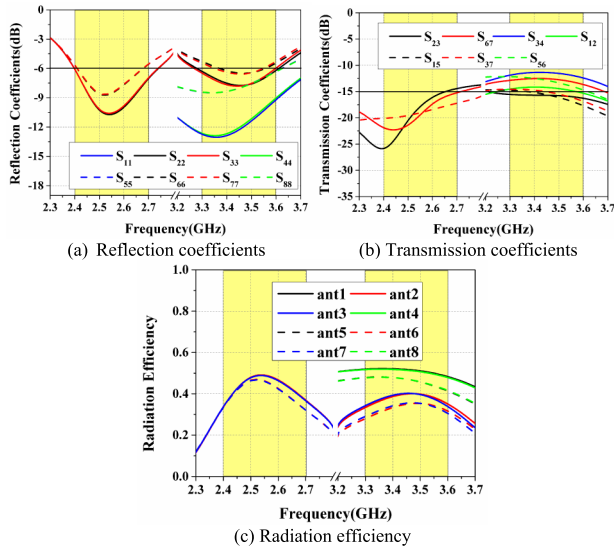 Reflection Coefficients(dB)
-3
-6
-9
-12
-15
-18
S11 S22 S33 S44
S55 S66 S77 S88
2.3 2.4 2.5 2.6 2.7 3.2 3.3 3.4 3.5 3.6 3.7
Frequency(GHz)
(a) Reflection coefficients
Transmission Coefficients(dB)
S23 S67 S34 S12
S15 S37 S56
0
-5
-10
-15
-20
-25
-30
-35
2.3 2.4 2.5 2.6 2.7 3.2 3.3 3.4 3.5 3.6 3.7
Frequency(GHz)
(b) Transmission coefficients
Radiation Efficiency
1.0
0.8
0.6
0.4
0.2
0.0
ant1 ant2
ant3 ant4
ant5 ant6
ant7 ant8
2.3 2.4 2.5 2.6 2.7 3.2 3.3 3.4 3.5 3.6 3.7
Frequency(GHz)
(c) Radiation efficiency